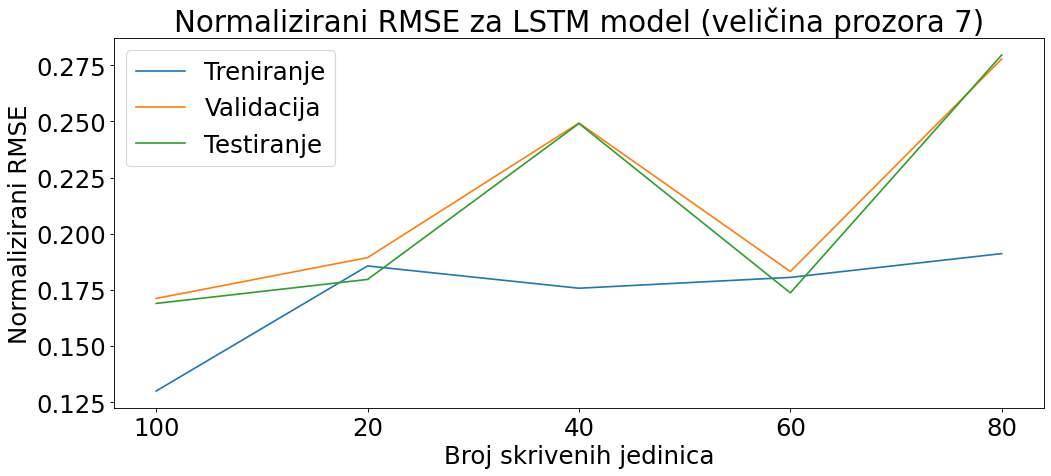 Normalizirani RMSE za LSTM model (veličina prozora 7)
Treniranje
Validacija
Testiranje
Normalizirani RMSE
0.275
0.250
0.225
0.200
0.175
0.150
0.125
100 20 40 60 80
Broj skrivenih jedinica